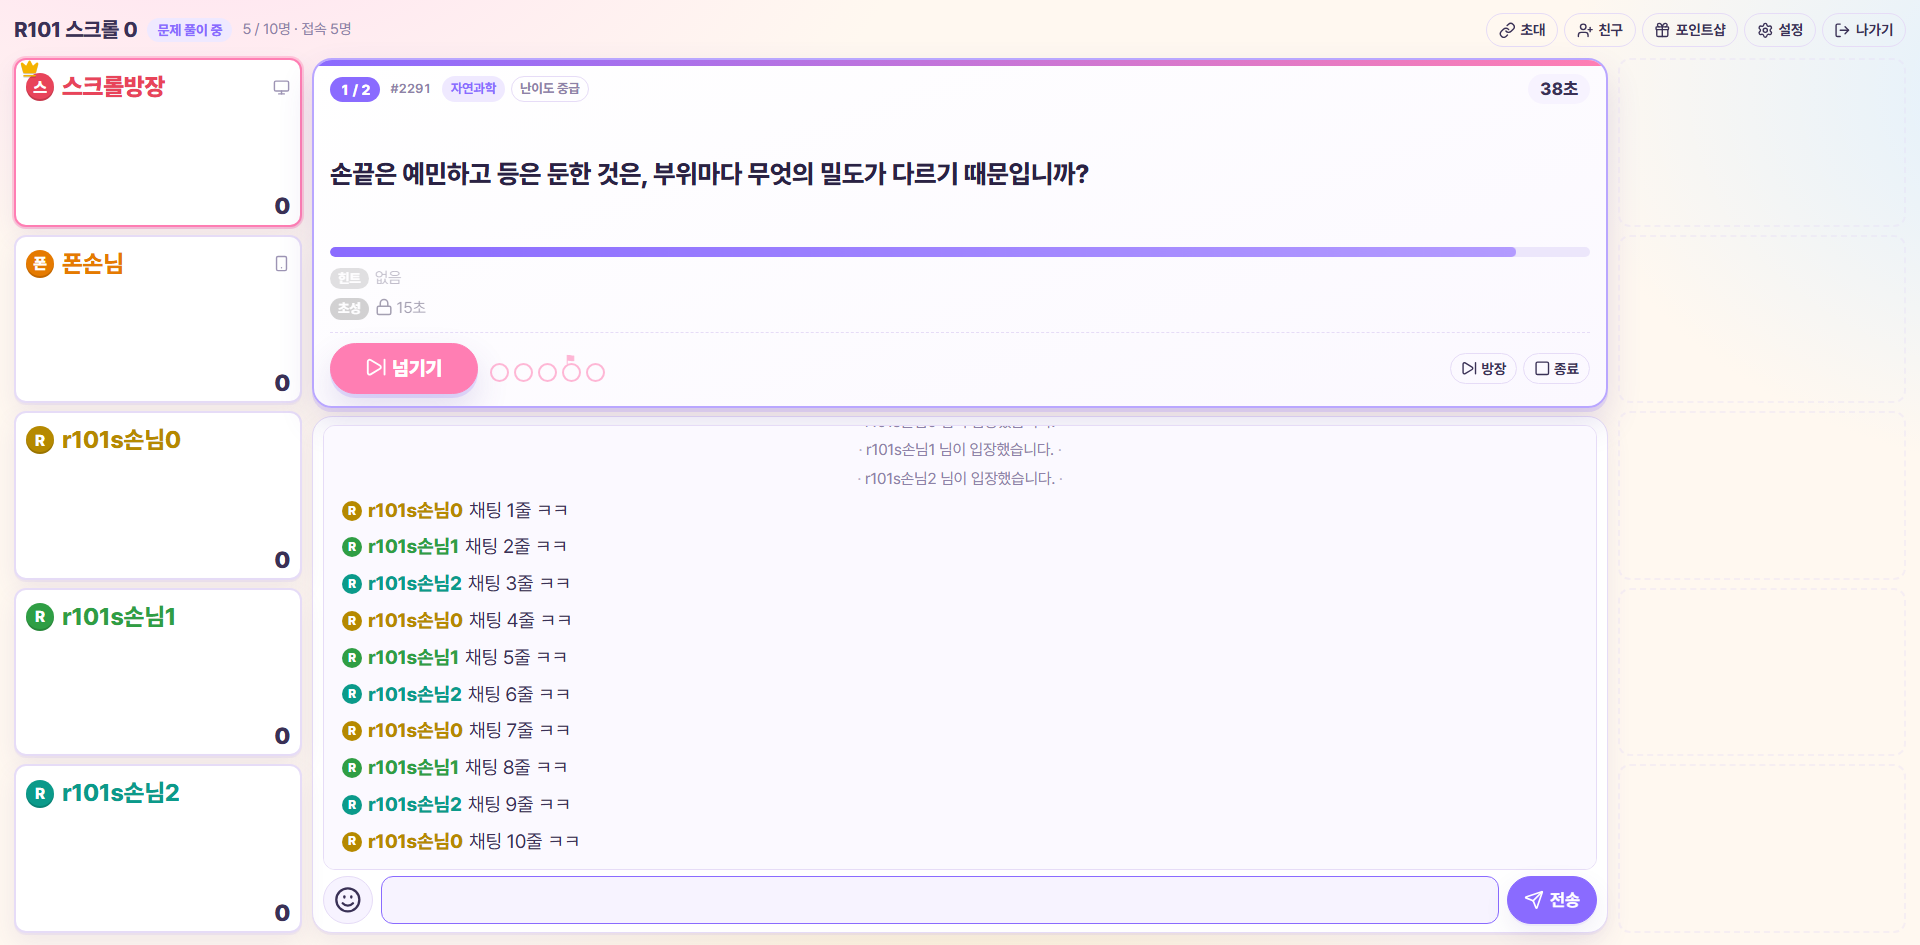 R101 스크롤 0 문제 풀이 중 5 / 10명 · 접속 5명
초대 친구 포인트샵 설정 나가기
스 스크롤방장
0
폰 폰손님
0
R r101s손님0
0
R r101s손님1
0
R r101s손님2
0
1 / 2 #2291 자연과학 난이도 중급 38초
손끝은 예민하고 등은 둔한 것은, 부위마다 무엇의 밀도가 다르기 때문입니까?
힌트 없음
초성 15초
넘기기
방장 종료
· r101s손님1 님이 입장했습니다. ·
· r101s손님2 님이 입장했습니다. ·
R r101s손님0 채팅 1줄 ㅋㅋ
R r101s손님1 채팅 2줄 ㅋㅋ
R r101s손님2 채팅 3줄 ㅋㅋ
R r101s손님0 채팅 4줄 ㅋㅋ
R r101s손님1 채팅 5줄 ㅋㅋ
R r101s손님2 채팅 6줄 ㅋㅋ
R r101s손님0 채팅 7줄 ㅋㅋ
R r101s손님1 채팅 8줄 ㅋㅋ
R r101s손님2 채팅 9줄 ㅋㅋ
R r101s손님0 채팅 10줄 ㅋㅋ
전송